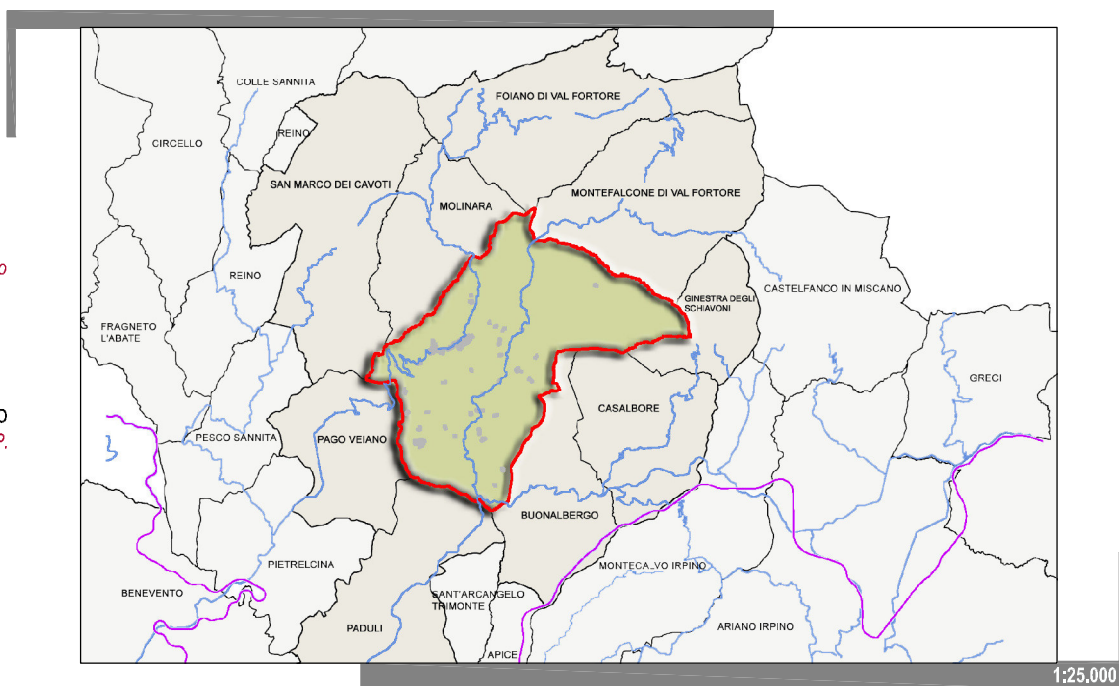 COLLE SANNITA
FOIANO DI VAL FORTORE
REINO
CIRCELLO
SAN MARCO DEI CAVOTI
MONTEFALCONE DI VAL FORTORE
MOLINARA
REINO
CASTELFANCO IN MISCANO
GINESTRA DEGLI
SCHIAVONI
FRAGNETO
L'ABATE
GRECI
CASALBORE
PESCO SANNITA
PAGO VEIANO
BUONALBERGO
PIETRELCINA
MONTECALVO IRPINO
BENEVENTO
SANT'ARCANGELO
TRIMONTE
PADULI
ARIANO IRPINO
APICE
1:25.000